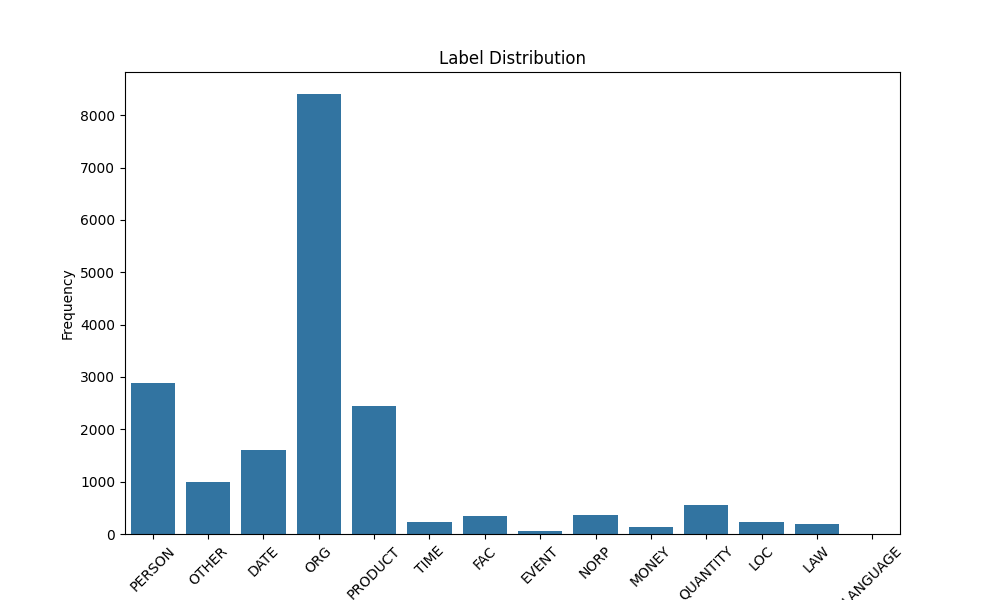 Label Distribution
Frequency
8000
7000
6000
5000
4000
3000
2000
1000
0
PERSON
OTHER
DATE
ORG
PRODUCT
TIME
FAC
EVENT
NORP
MONEY
QUANTITY
LOC
LAW
LANGUAGE